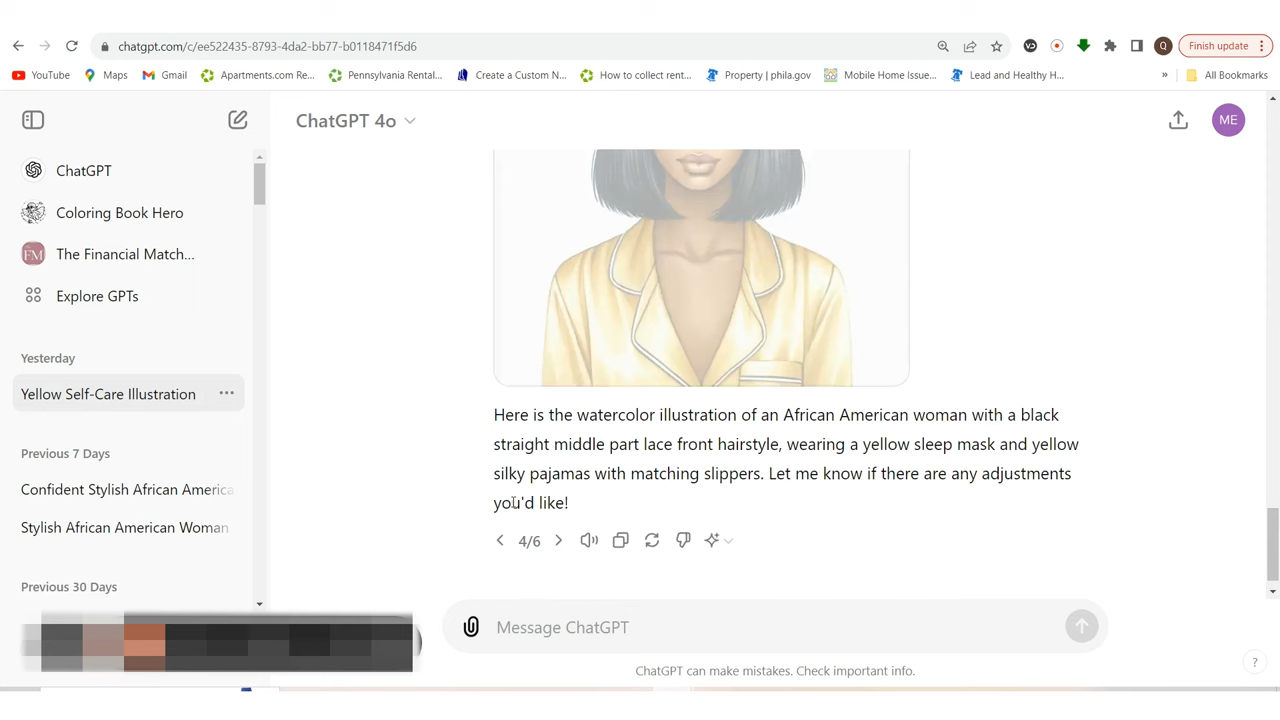 chatgpt.com/c/ee522435-8793-4da2-bb77-b0118471f5d6
Q
Finish update
YouTube
Maps
Gmail
Apartments.com Re...
Pennsylvania Rental...
Create a Custom N...
How to collect rent...
Property | phila.gov
Mobile Home Issue...
Lead and Healthy H...
»
All Bookmarks
ChatGPT 4o
ME
ChatGPT
Coloring Book Hero
FM
The Financial Match...
Explore GPTs
Yesterday
Yellow Self-Care Illustration
Previous 7 Days
Confident Stylish African America
Stylish African American Woman
Previous 30 Days
Here is the watercolor illustration of an African American woman with a black
straight middle part lace front hairstyle, wearing a yellow sleep mask and yellow
silky pajamas with matching slippers. Let me know if there are any adjustments
you'd like!
4/6
Message ChatGPT
ChatGPT can make mistakes. Check important info.
?